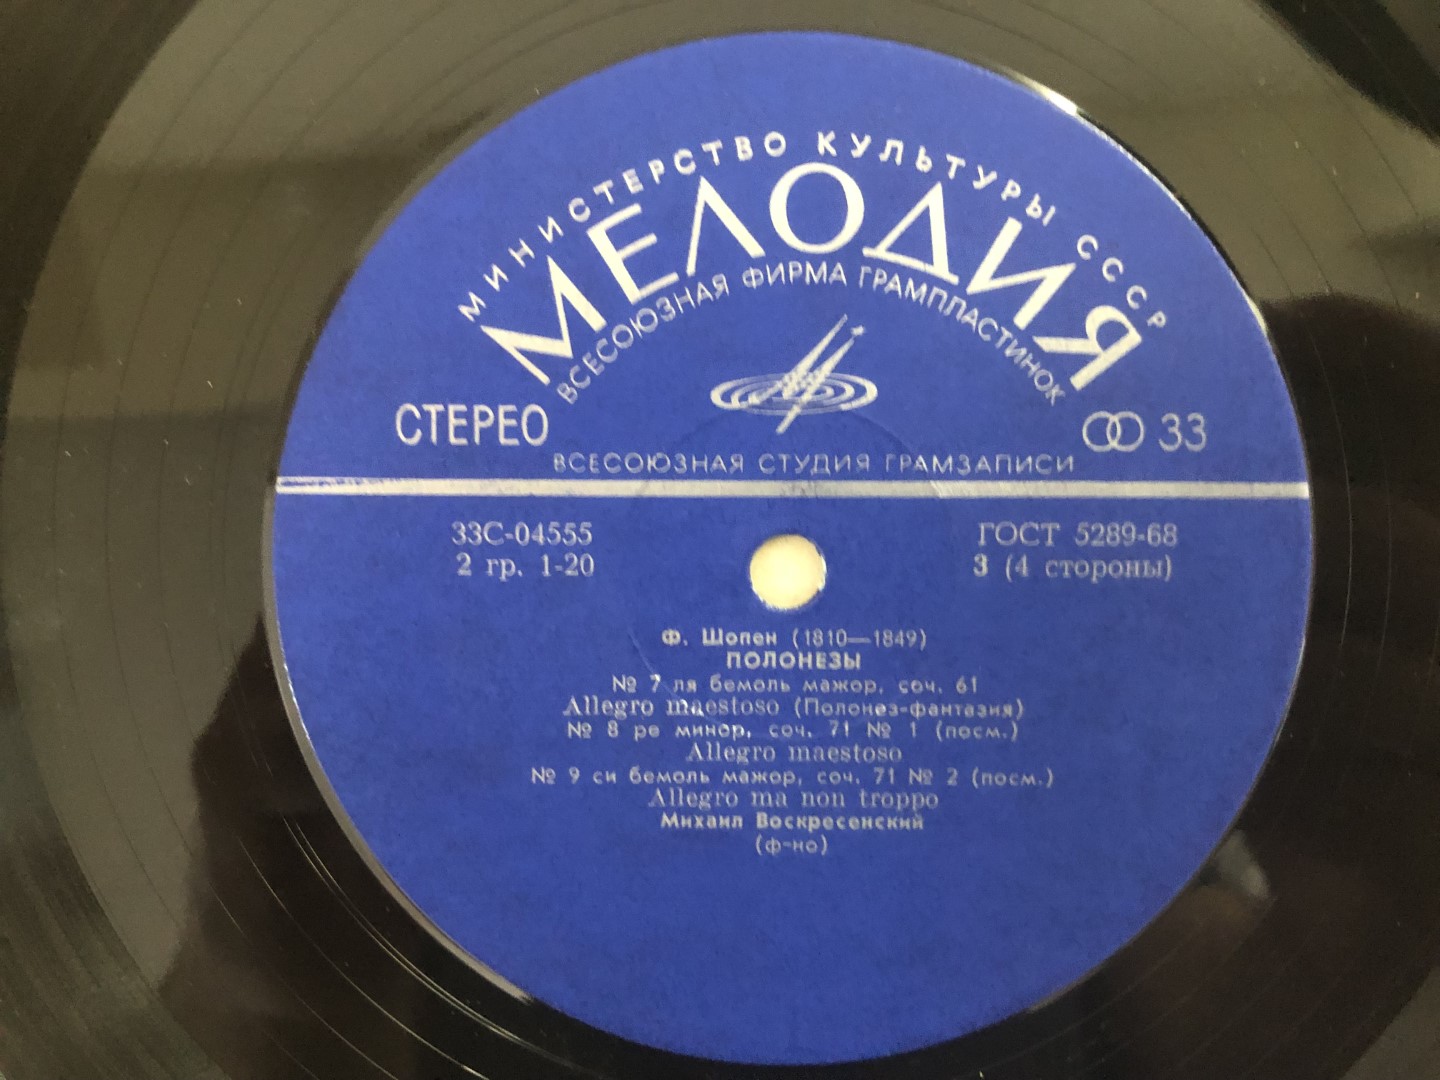 МИНИСТЕРСТВО КУЛЬТУРЫ СССР
МЕЛОДИЯ
ВСЕСОЮЗНАЯ ФИРМА ГРАМПЛАСТИНОК
СТЕРЕО
33
ВСЕСОЮЗНАЯ СТУДИЯ ГРАМЗАПИСИ
33С-04555
ГОСТ 5289-68
2 гр. 1-20
3 (4 стороны)
Ф. Шопен (1810—1849)
ПОЛОНЕЗЫ
№ 7 ля бемоль мажор, соч. 61
Allegro maestoso (Полонез-фантазия)
№ 8 ре минор, соч. 71 № 1 (посм.)
Allegro maestoso
№ 9 си бемоль мажор, соч. 71 № 2 (посм.)
Allegro ma non troppo
Михаил Воскресенский
(ф-но)